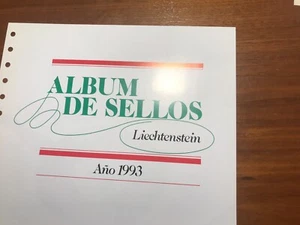 ALBUM
DE SELLOS
Liechtenstein
Año 1993